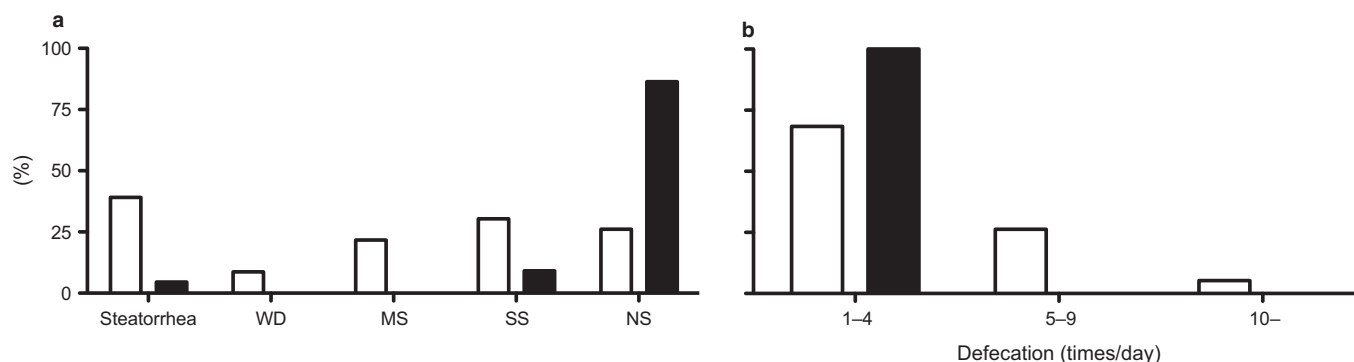 a
100
75
50
25
0
(%)
Steatorrhea WD MS SS NS
b
1–4 5–9 10–
Defecation (times/day)